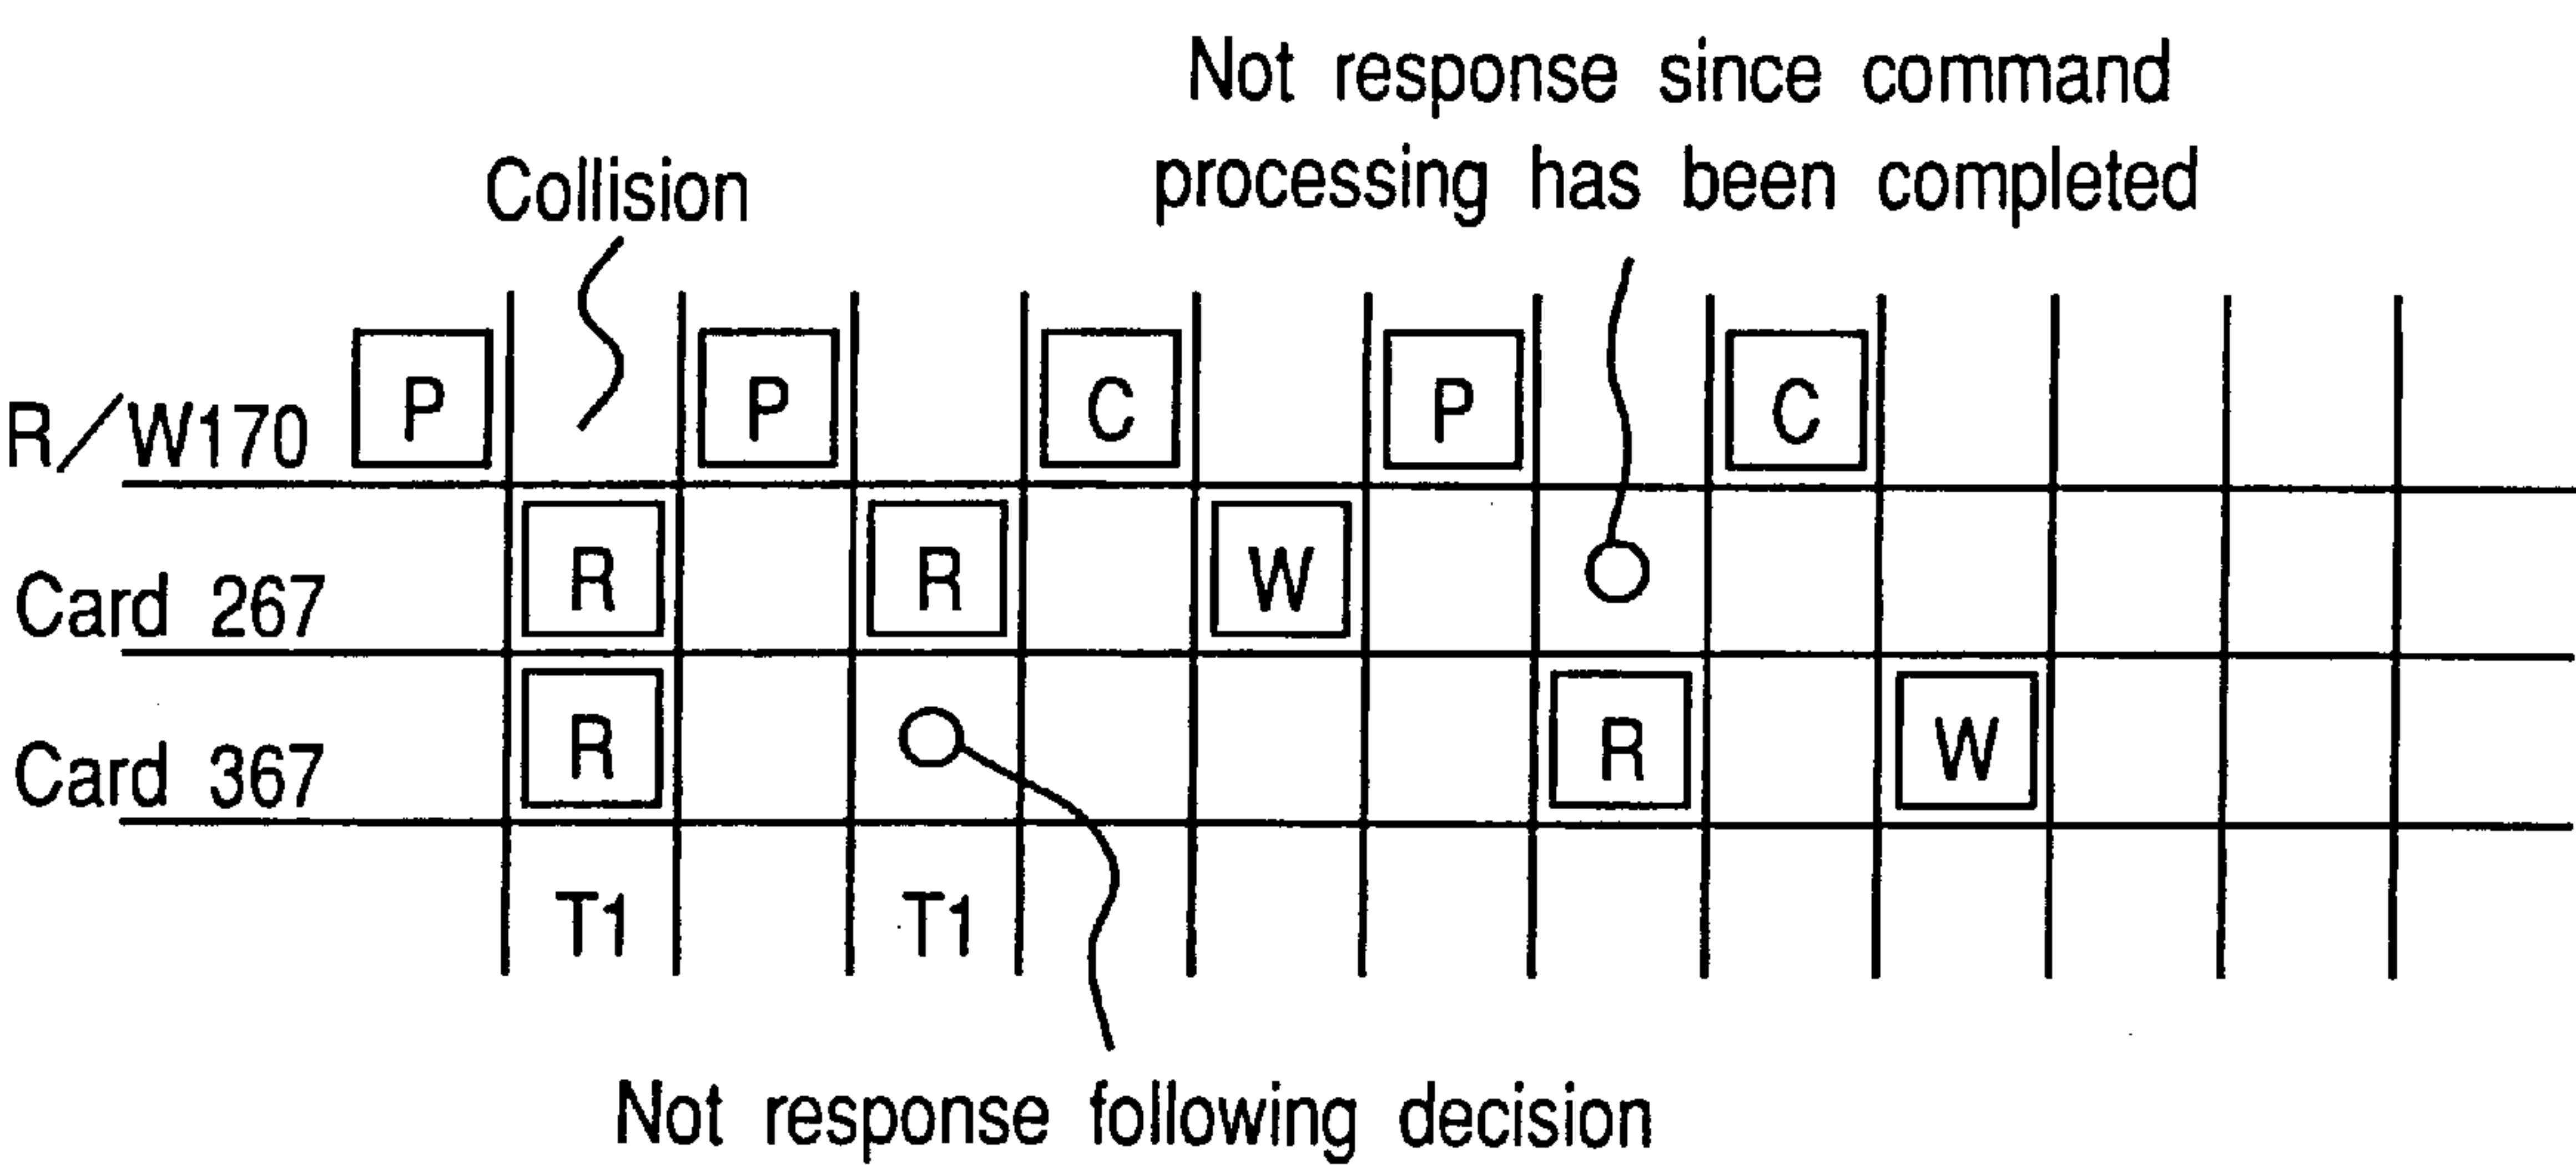 Not response since command
processing has been completed
Collision
R/W170 P P C P C
Card 267 R R W
Card 367 R R W
T1 T1
Not response following decision